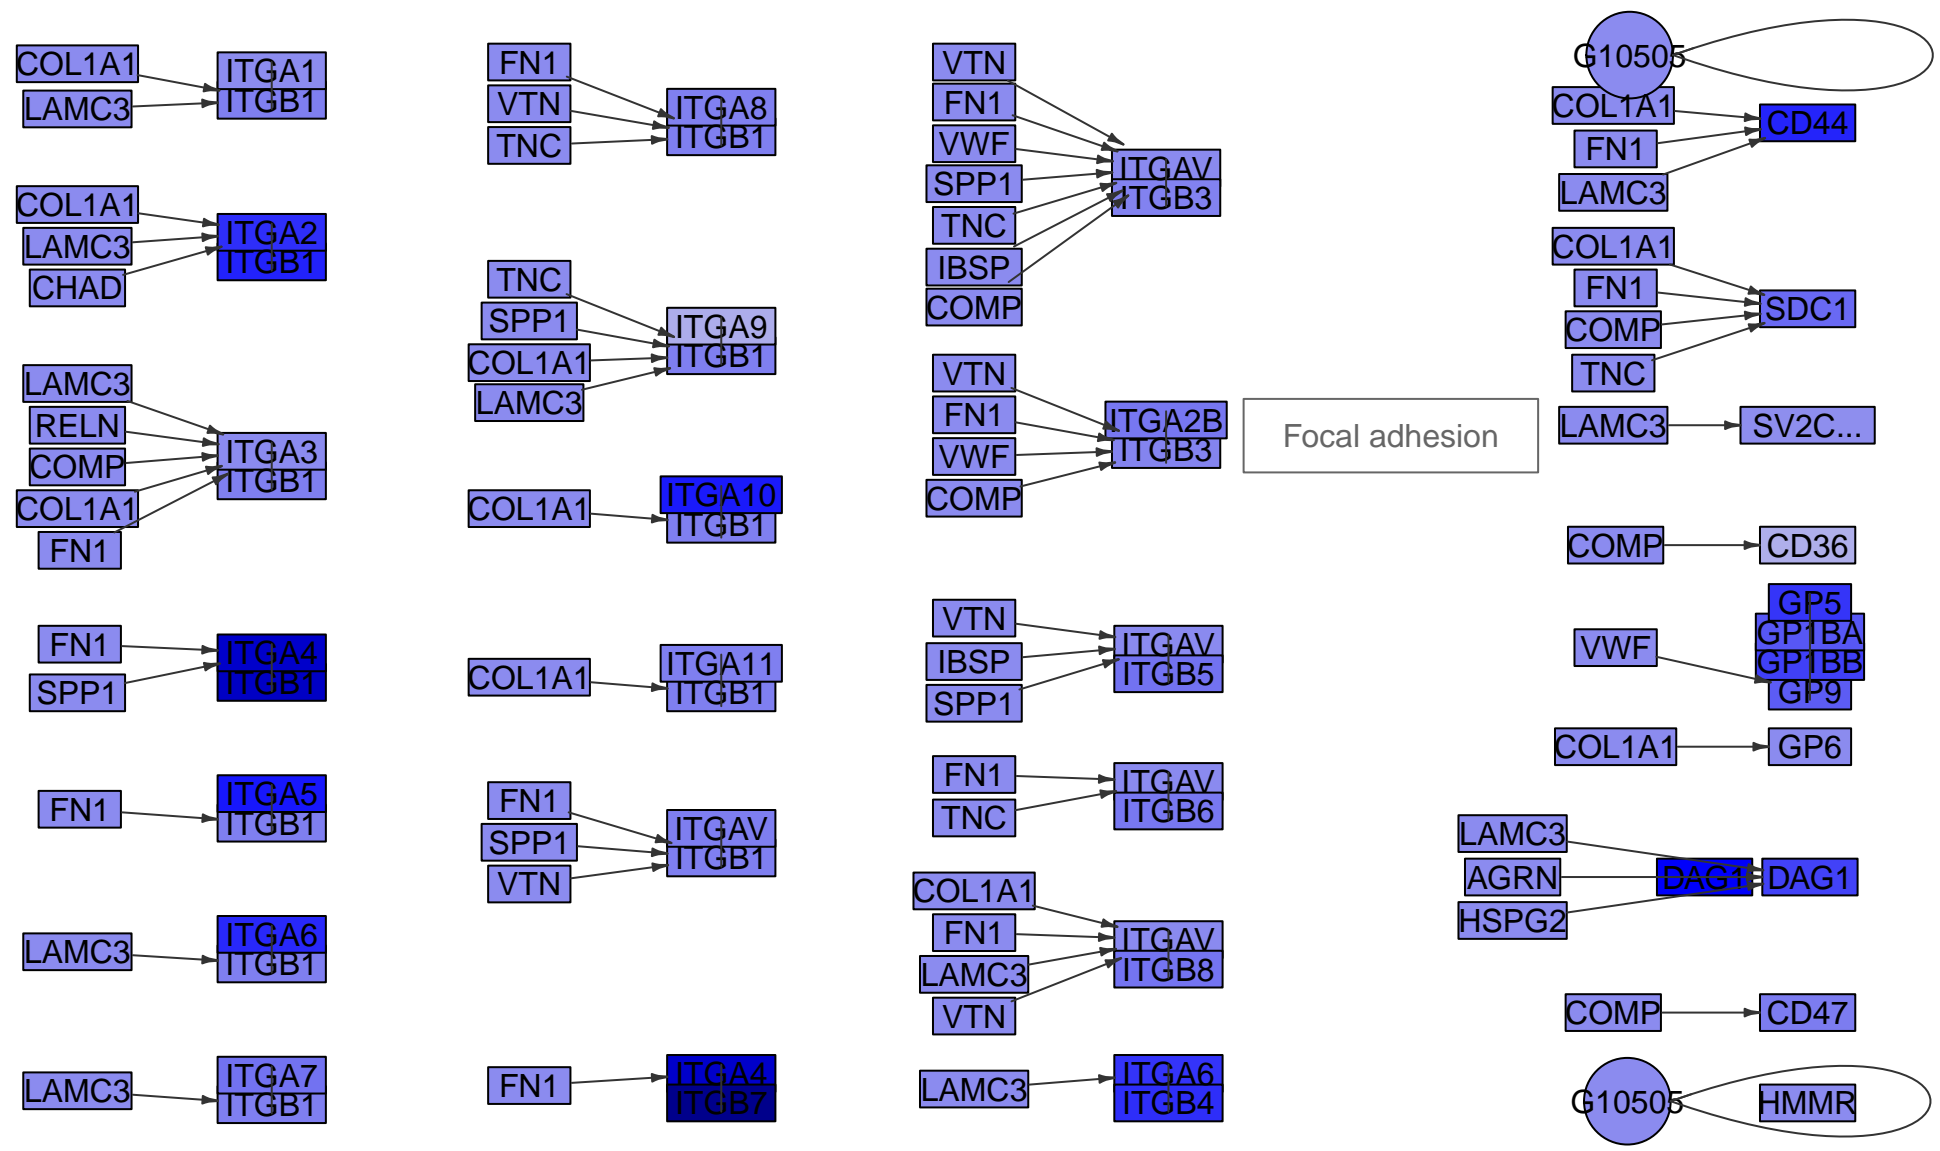 COL1A1
LAMC3
ITGA1
ITGB1
COL1A1
LAMC3
CHAD
ITGA2
ITGB1
LAMC3
RELN
COMP
COL1A1
FN1
ITGA3
ITGB1
FN1
SPP1
ITGA4
ITGB1
FN1
ITGA5
ITGB1
LAMC3
ITGA6
ITGB1
LAMC3
ITGA7
ITGB1
FN1
VTN
TNC
ITGA8
ITGB1
TNC
SPP1
COL1A1
LAMC3
ITGA9
ITGB1
COL1A1
ITGA10
ITGB1
COL1A1
ITGA11
ITGB1
FN1
SPP1
VTN
ITGAV
ITGB1
FN1
ITGA4
ITGB7
VTN
FN1
VWF
SPP1
TNC
IBSP
COMP
ITGAV
ITGB3
VTN
FN1
VWF
COMP
ITGA2B
ITGB3
VTN
IBSP
SPP1
ITGAV
ITGB5
FN1
TNC
ITGAV
ITGB6
COL1A1
FN1
LAMC3
VTN
ITGAV
ITGB8
LAMC3
ITGA6
ITGB4
Focal adhesion
G10505
COL1A1
FN1
LAMC3
CD44
COL1A1
FN1
COMP
TNC
SDC1
LAMC3
SV2C...
COMP
CD36
VWF
GP5
GP1BA
GP1BB
GP9
COL1A1
GP6
LAMC3
AGRN
HSPG2
DAG1
DAG1
COMP
CD47
G10505
HMMR